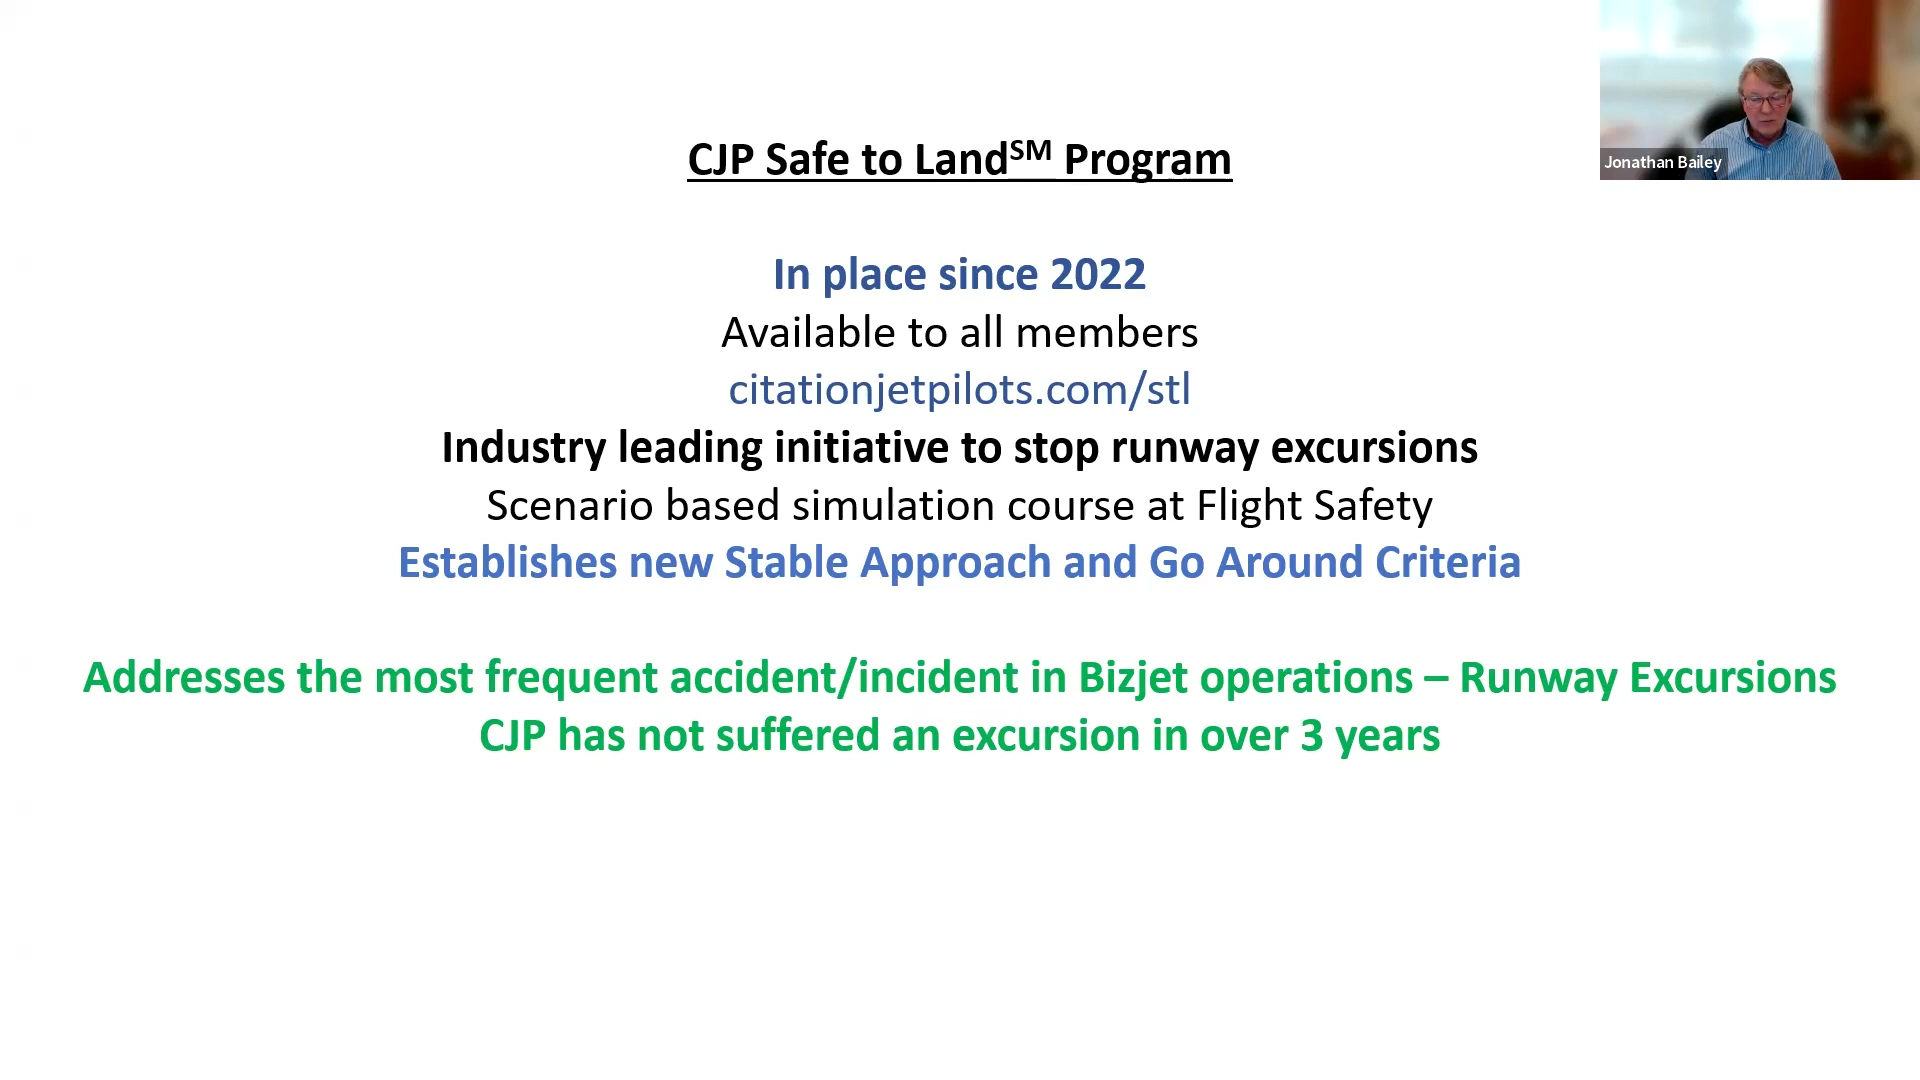 CJP Safe to Land℠ Program
In place since 2022
Available to all members
citationjetpilots.com/stl
Industry leading initiative to stop runway excursions
Scenario based simulation course at Flight Safety
Establishes new Stable Approach and Go Around Criteria
Addresses the most frequent accident/incident in Bizjet operations – Runway Excursions
CJP has not suffered an excursion in over 3 years
Jonathan Bailey